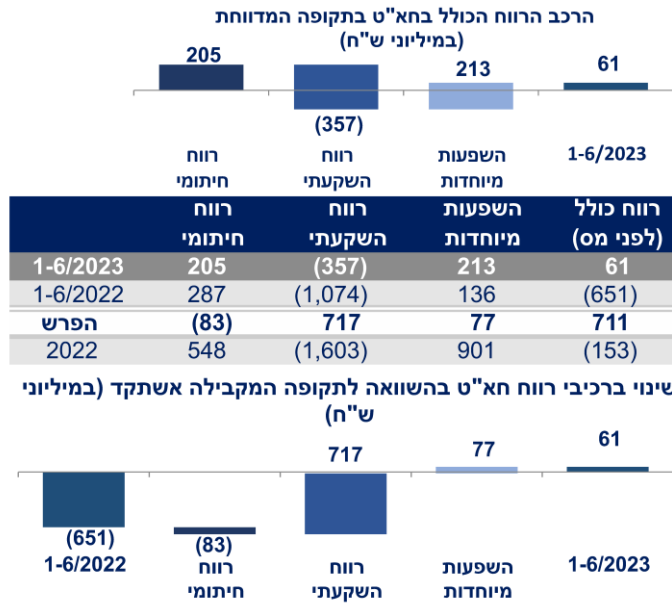 הרכב הרווח הכולל בחא"ט בתקופה המדווחת
(במיליוני ש"ח)
205
(357)
213
61
רווח
חיתומי
רווח
השקעתי
השפעות
מיוחדות
1-6/2023
רווח חיתומי רווח השקעתי השפעות מיוחדות רווח כולל (לפני מס)
1-6/2023 205 (357) 213 61
1-6/2022 287 (1,074) 136 (651)
הפרש (83) 717 77 711
2022 548 (1,603) 901 (153)
שינוי ברכיבי רווח חא"ט בהשוואה לתקופה המקבילה אשתקד (במיליוני
ש"ח)
(651)
(83)
717
77
61
1-6/2022
רווח
חיתומי
רווח
השקעתי
השפעות
מיוחדות
1-6/2023